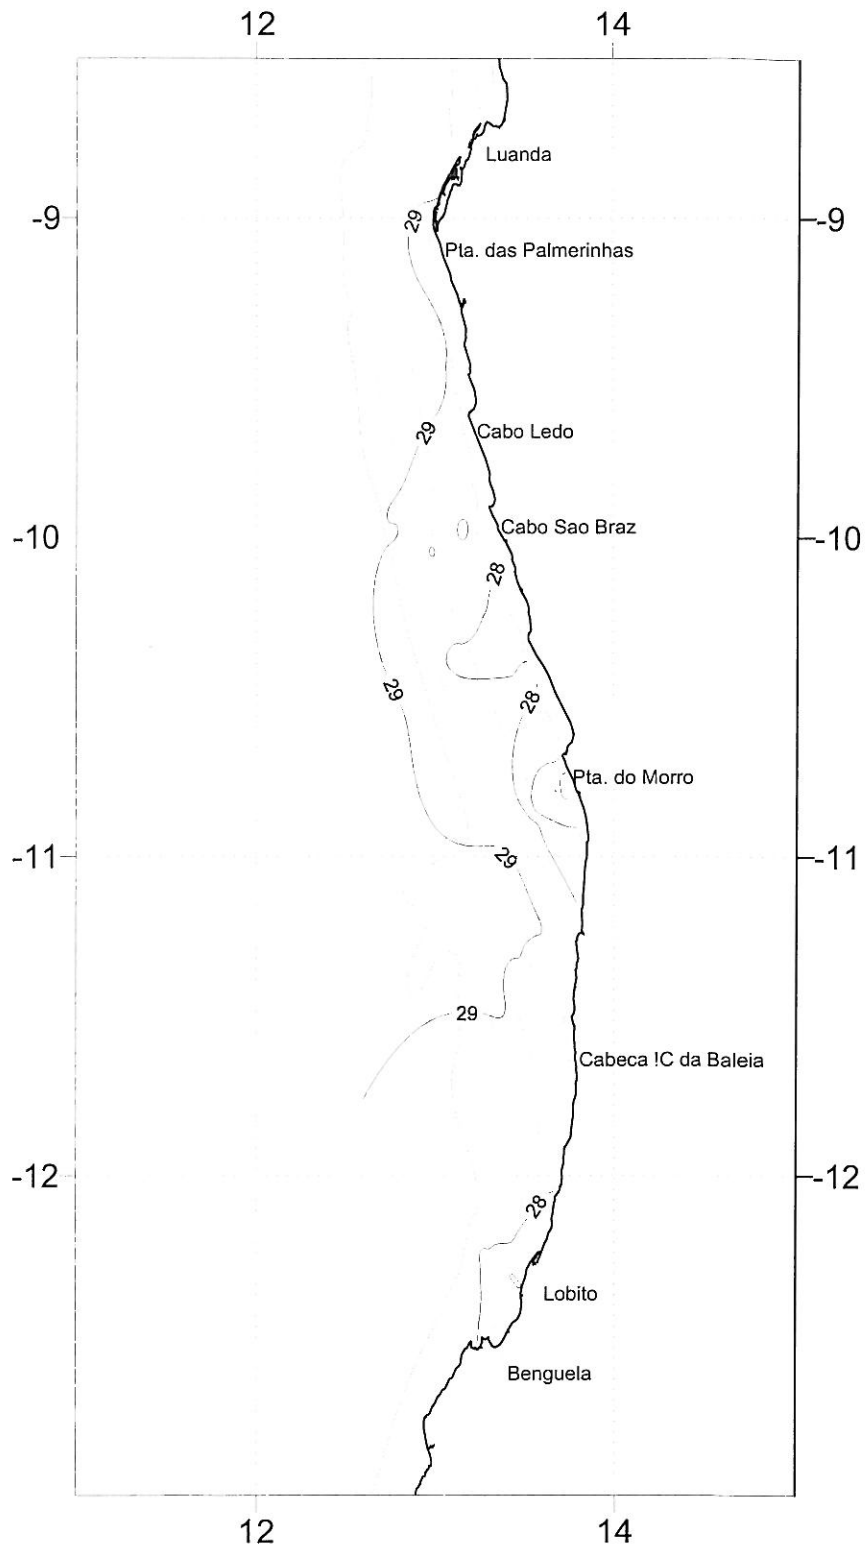 12 14
Luanda
-9 29 -9
Pta. das Palmerinhas
29 Cabo Ledo
Cabo Sao Braz
-10 -10
28
29
28
Pta. do Morro
-11 29 -11
29
Cabeca !C da Baleia
-12 -12
28
Lobito
Benguela
12 14